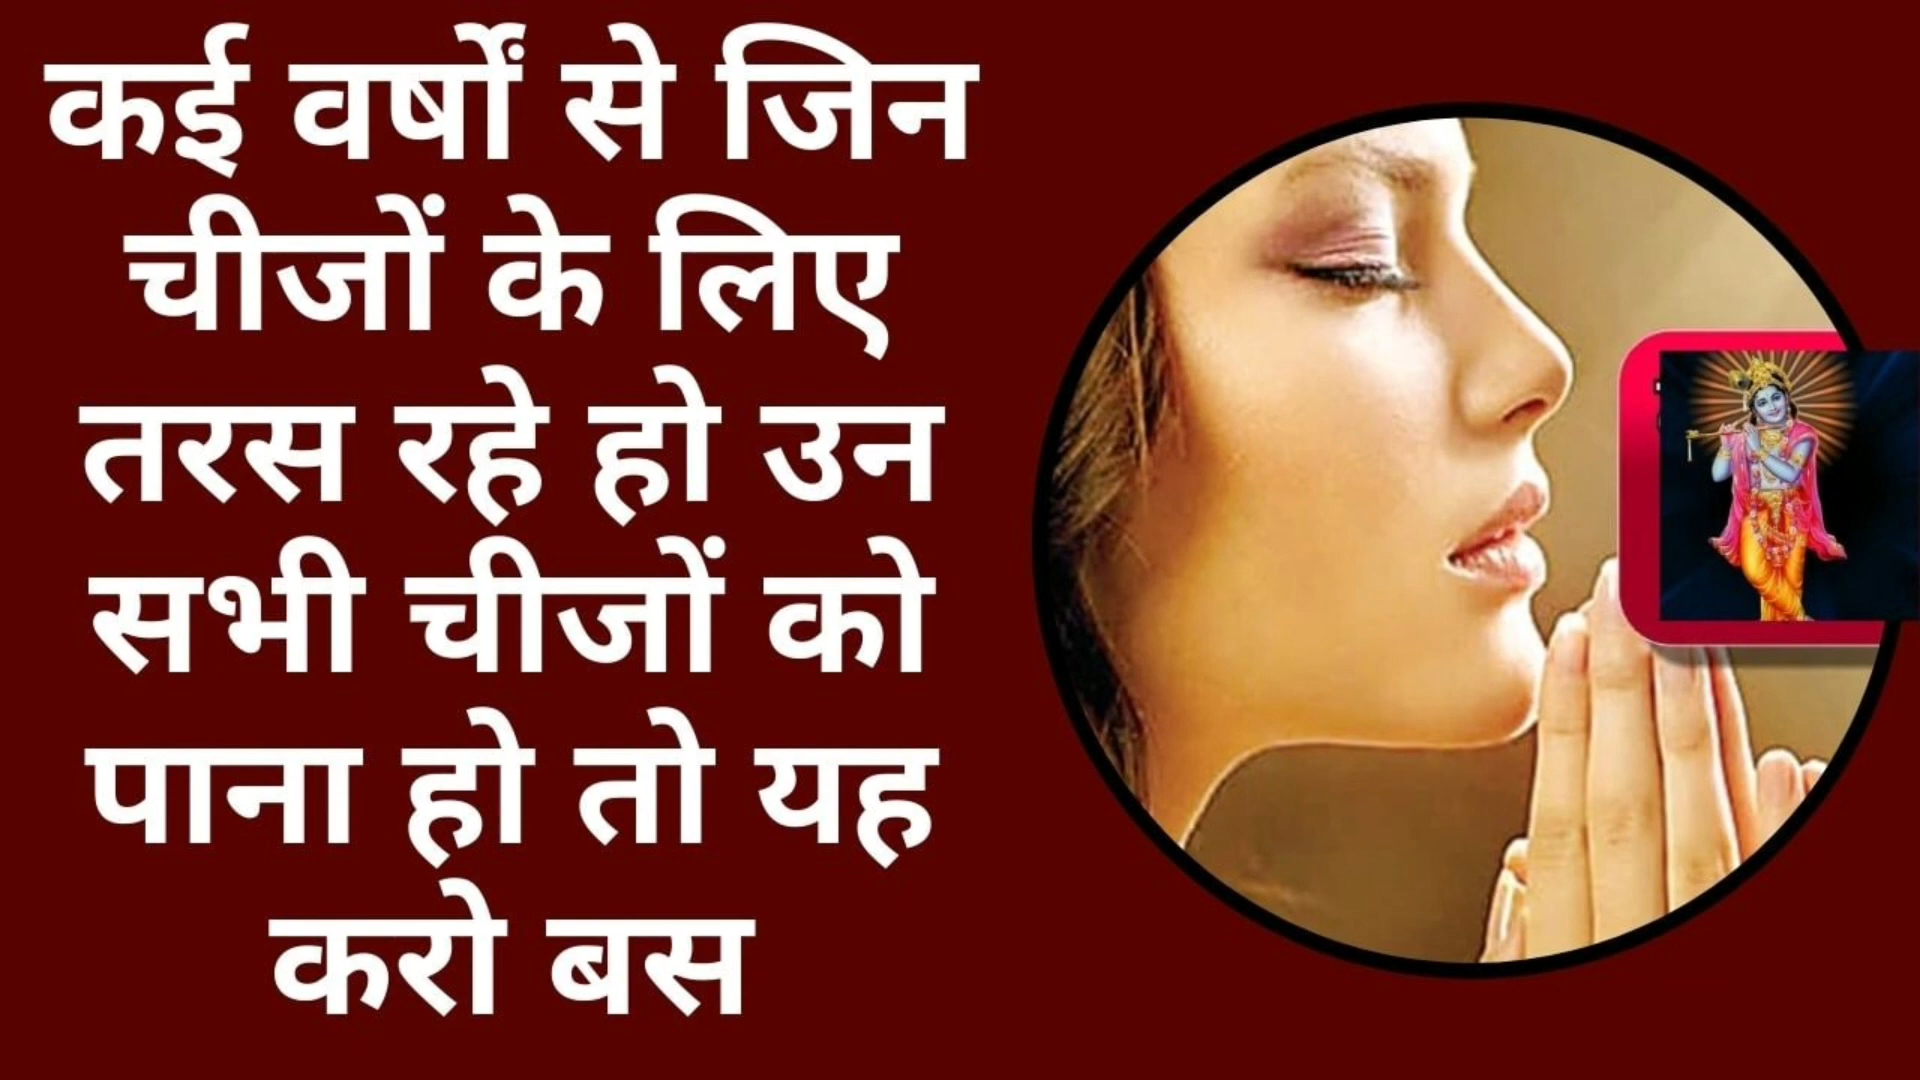 कई वर्षों से जिन
चीजों के लिए
तरस रहे हो उन
सभी चीजों को
पाना हो तो यह
करो बस